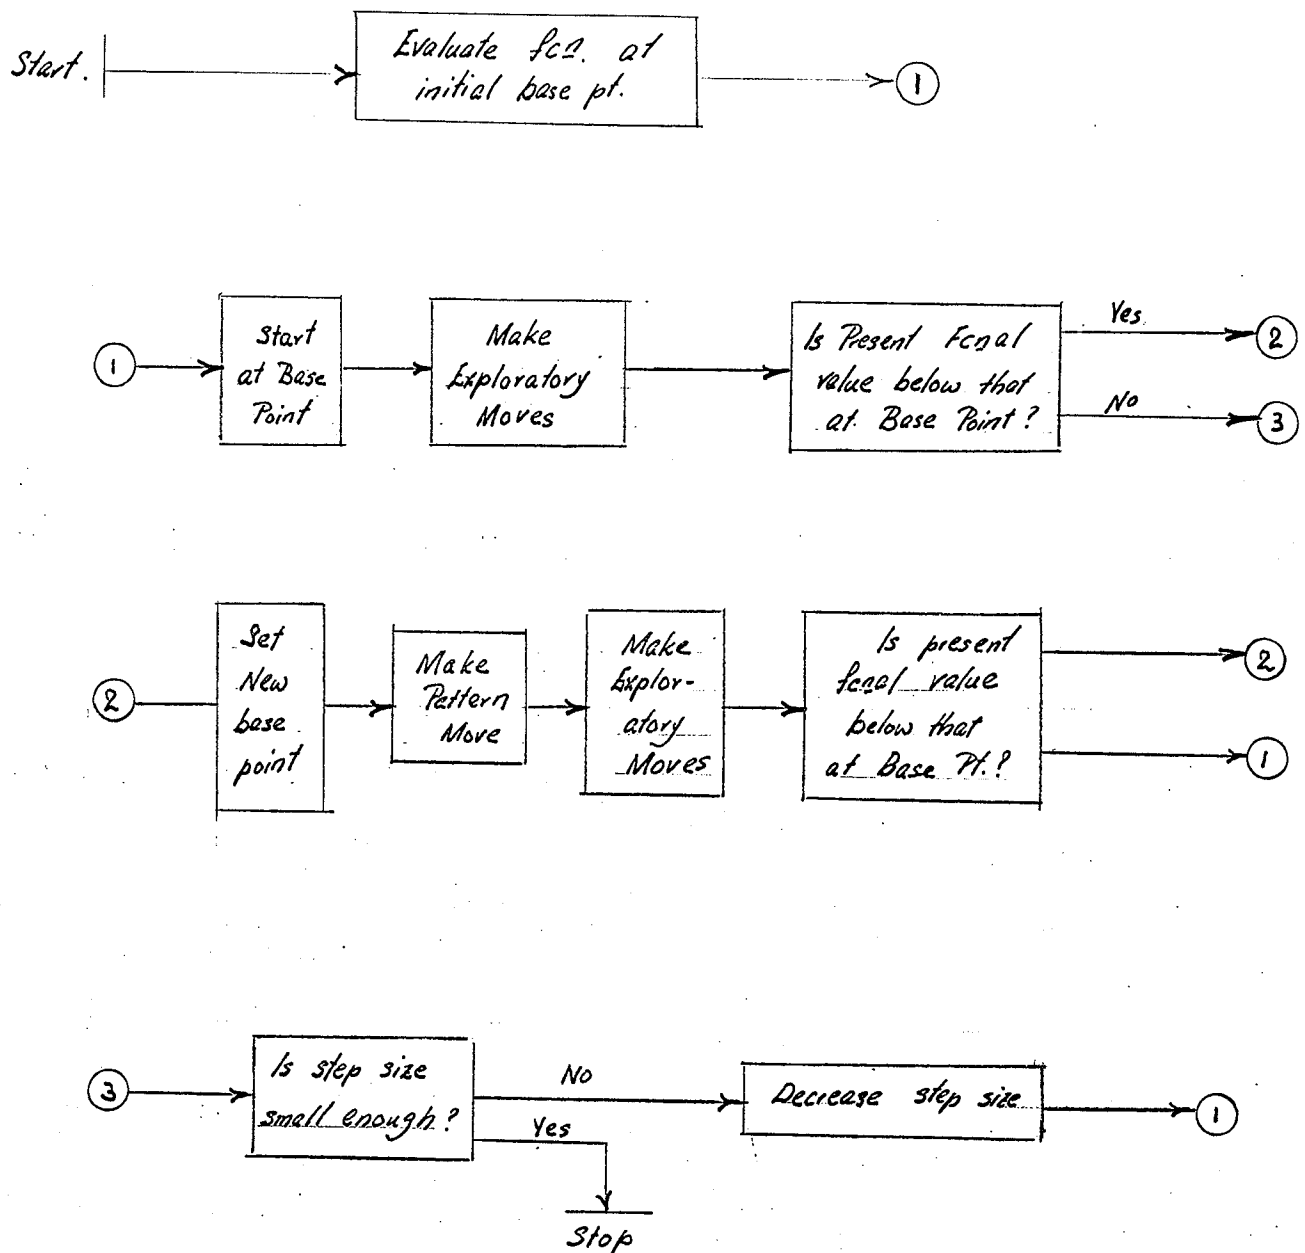 Start.
Evaluate fcn. at
initial base pt.
1
1
Start
at Base
Point
Make
Exploratory
Moves
Is Present Fcnal
value below that
at Base Point?
Yes
2
No
3
2
Set
New
base
point
Make
Pattern
Move
Make
Explor-
atory
Moves
Is present
fcnal value
below that
at Base Pt.?
2
1
3
Is step size
small enough?
No
Yes
Stop
Decrease step size
1